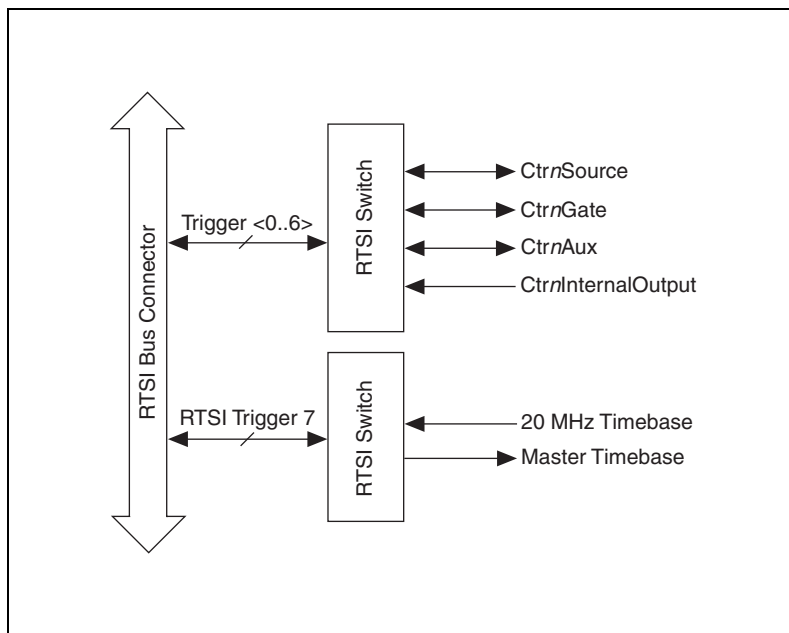 RTSI Bus Connector
Trigger <0..6>
RTSI Switch
CtrnSource
CtrnGate
CtrnAux
CtrnInternalOutput
RTSI Trigger 7
RTSI Switch
20 MHz Timebase
Master Timebase